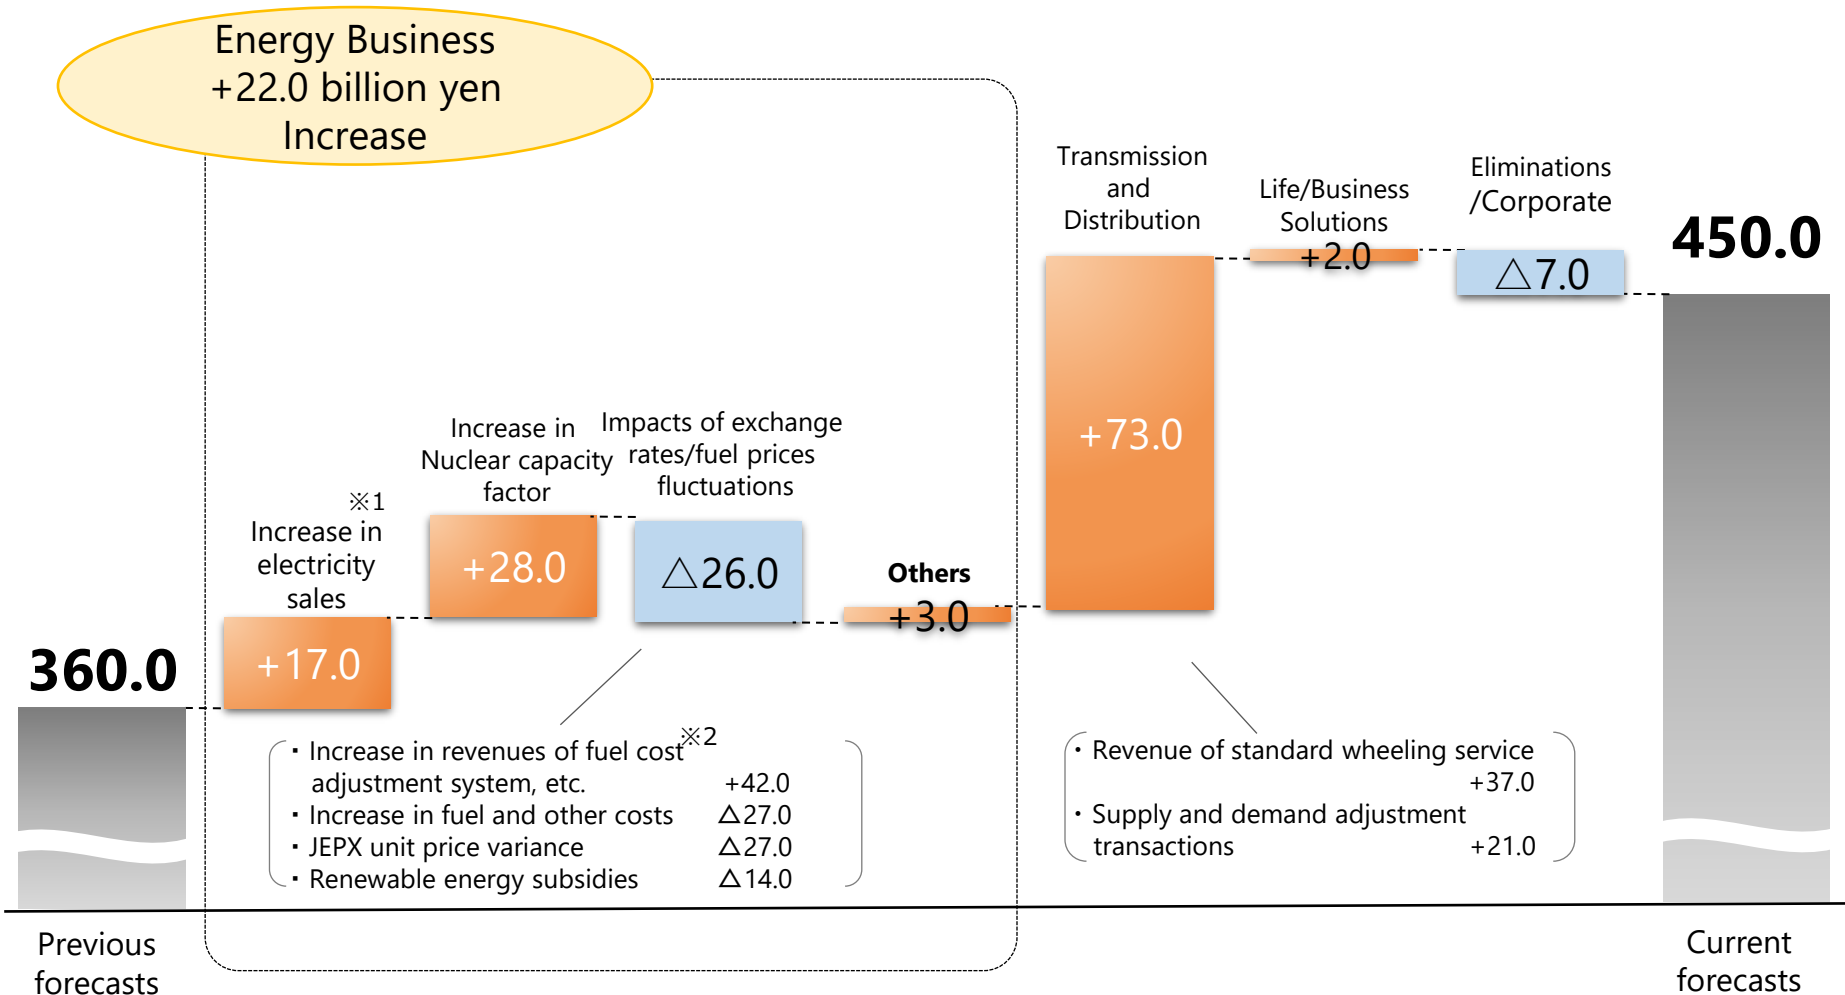 Energy Business
+22.0 billion yen
Increase
360.0
※1
Increase in
electricity
sales
+17.0
Increase in
Nuclear capacity
factor
+28.0
Impacts of exchange
rates/fuel prices
fluctuations
△26.0
Others
+3.0
Transmission
and
Distribution
+73.0
Life/Business
Solutions
+2.0
Eliminations
/Corporate
△7.0
450.0
・Increase in revenues of fuel cost※2
adjustment system, etc. +42.0
・Increase in fuel and other costs △27.0
・JEPX unit price variance △27.0
・Renewable energy subsidies △14.0
・Revenue of standard wheeling service
+37.0
・Supply and demand adjustment
transactions +21.0
Previous
forecasts
Current
forecasts